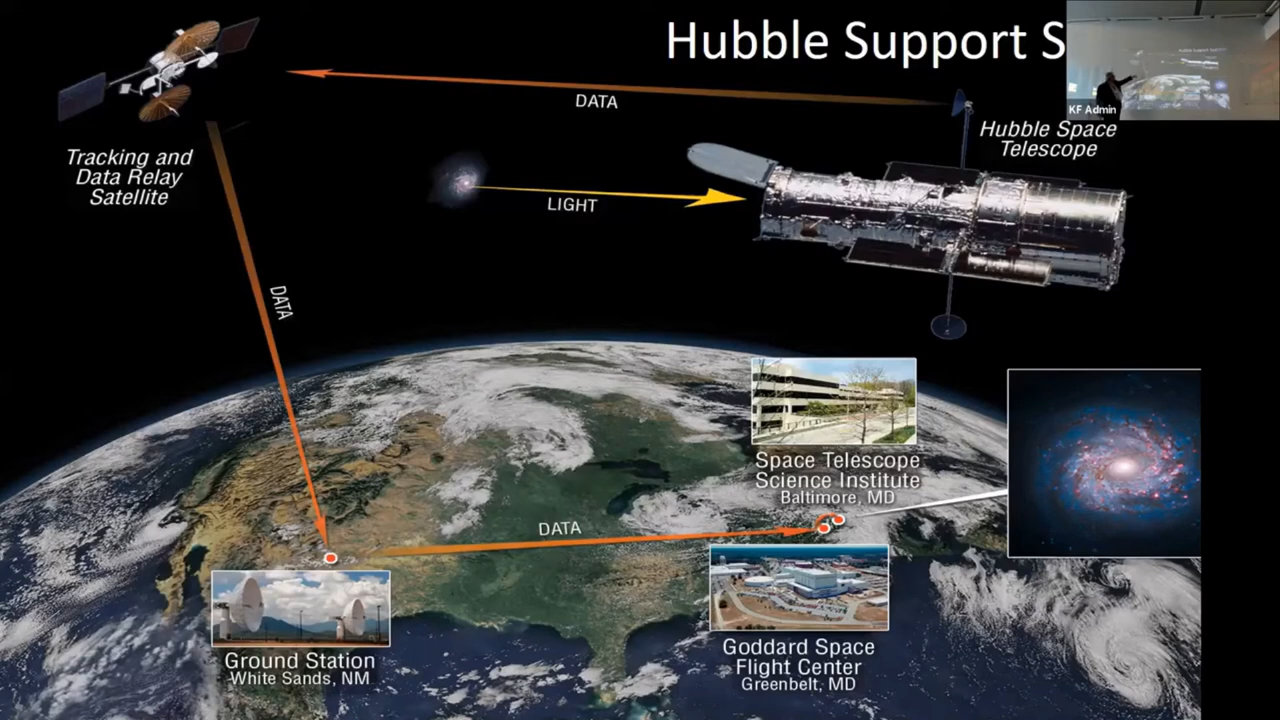 Hubble Support S
KF Admin
DATA
Hubble Space
Telescope
Tracking and
Data Relay
Satellite
LIGHT
DATA
Space Telescope
Science Institute
Baltimore, MD
DATA
Ground Station
White Sands, NM
Goddard Space
Flight Center
Greenbelt, MD